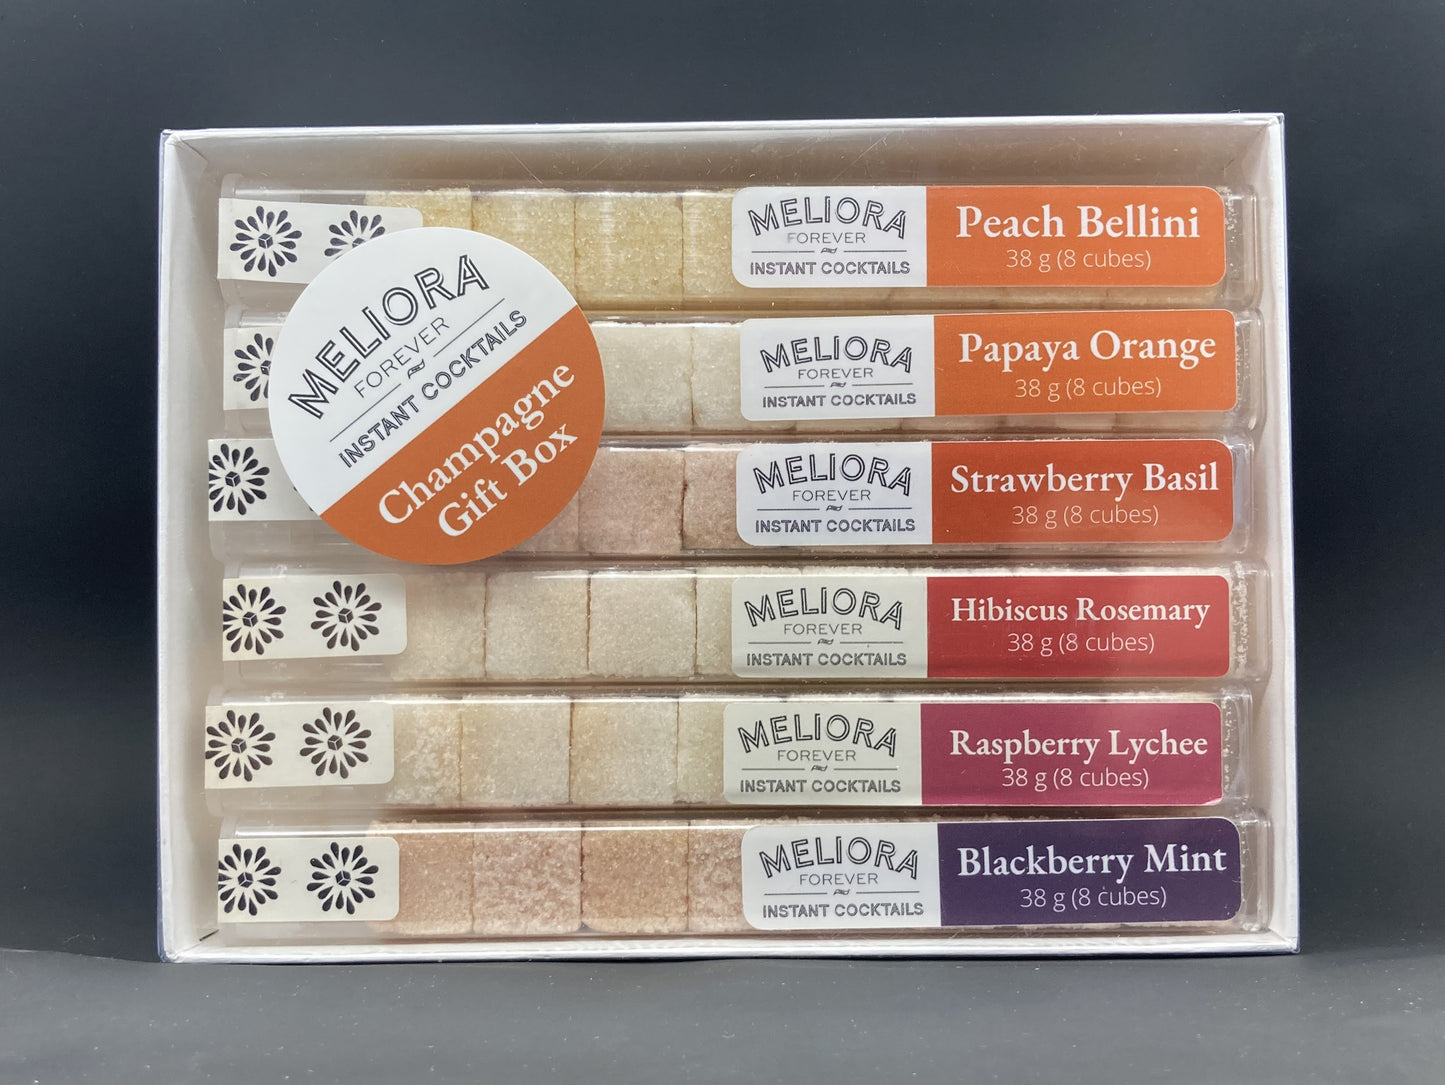 MELIORA
FOREVER
INSTANT COCKTAILS
Champagne
Gift Box
MELIORA
FOREVER
INSTANT COCKTAILS
Peach Bellini
38 g (8 cubes)
MELIORA
FOREVER
INSTANT COCKTAILS
Papaya Orange
38 g (8 cubes)
MELIORA
FOREVER
INSTANT COCKTAILS
Strawberry Basil
38 g (8 cubes)
MELIORA
FOREVER
INSTANT COCKTAILS
Hibiscus Rosemary
38 g (8 cubes)
MELIORA
FOREVER
INSTANT COCKTAILS
Raspberry Lychee
38 g (8 cubes)
MELIORA
FOREVER
INSTANT COCKTAILS
Blackberry Mint
38 g (8 cubes)